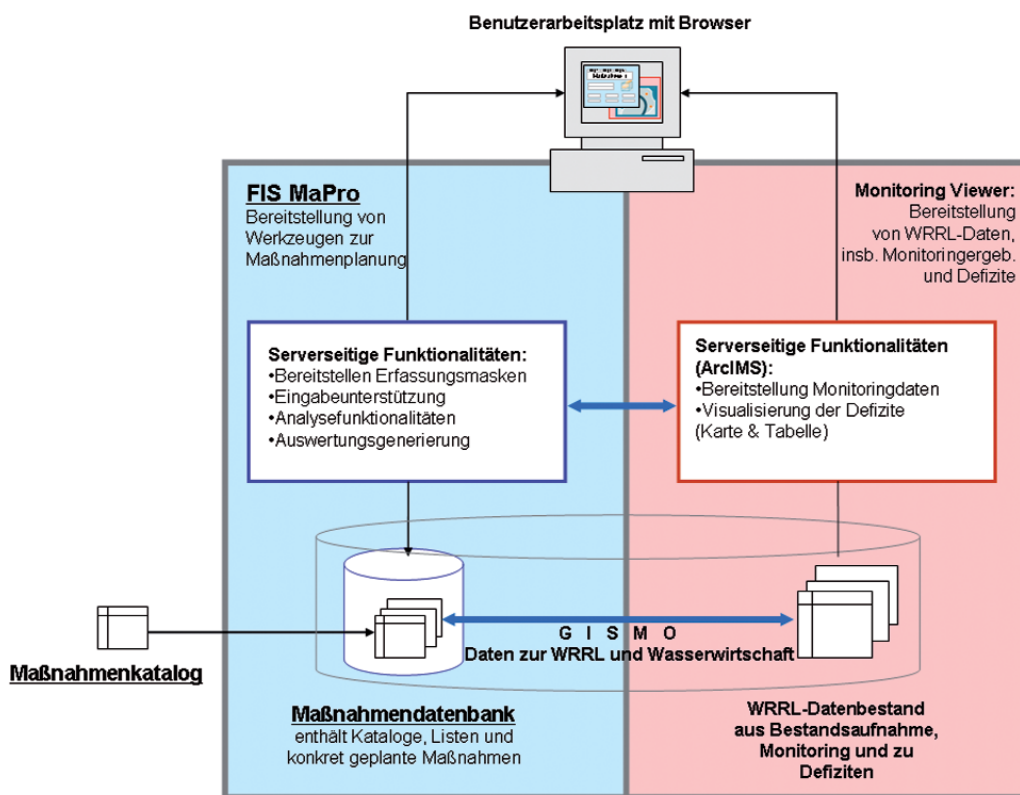 Benutzerarbeitsplatz mit Browser
FIS MaPro
Bereitstellung von
Werkzeugen zur
Maßnahmenplanung
Monitoring Viewer:
Bereitstellung
von WRRL-Daten,
insb. Monitoringergeb.
und Defizite
Serverseitige Funktionalitäten:
•Bereitstellen Erfassungsmasken
•Eingabeunterstützung
•Analysefunktionalitäten
•Auswertungsgenerierung
Serverseitige Funktionalitäten
(ArcIMS):
•Bereitstellung Monitoringdaten
•Visualisierung der Defizite
(Karte & Tabelle)
G I S M O
Daten zur WRRL und Wasserwirtschaft
Maßnahmenkatalog
Maßnahmendatenbank
enthält Kataloge, Listen und
konkret geplante Maßnahmen
WRRL-Datenbestand
aus Bestandsaufnahme,
Monitoring und zu
Defiziten